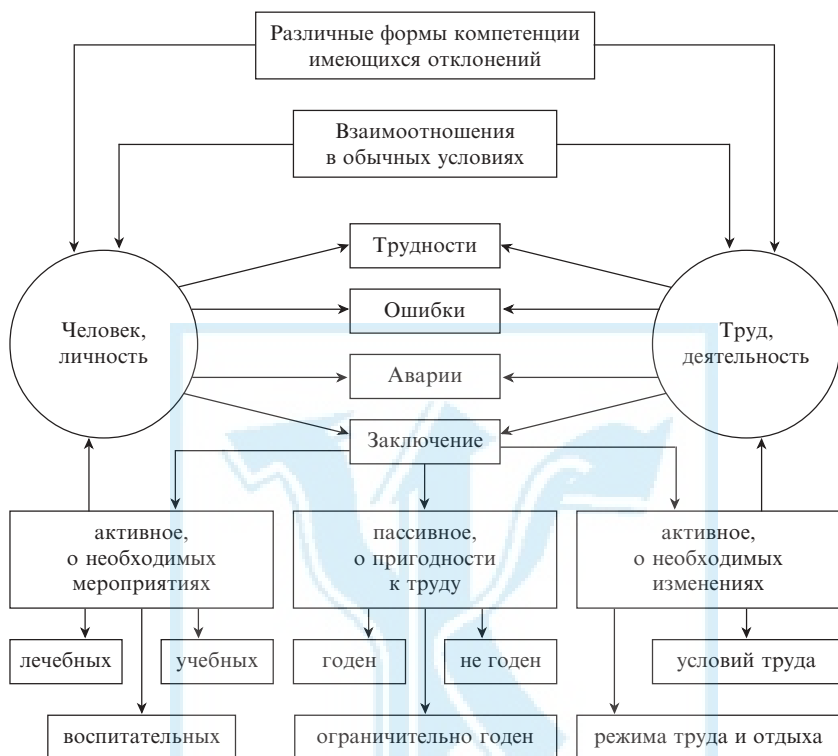 Различные формы компетенции
имеющихся отклонений
Взаимоотношения
в обычных условиях
Трудности
Ошибки
Человек,
личность
Труд,
деятельность
Аварии
Заключение
активное,
о необходимых
мероприятиях
пассивное,
о пригодности
к труду
активное,
о необходимых
изменениях
лечебных
учебных
годен
не годен
условий труда
воспитательных
ограничительно годен
режима труда и отдыха